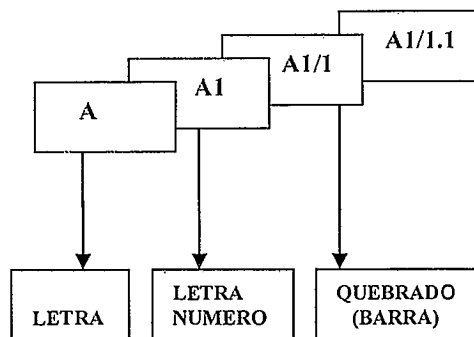 A1/1.1
A1/1
A1
A
LETRA
LETRA
NUMERO
QUEBRADO
(BARRA)